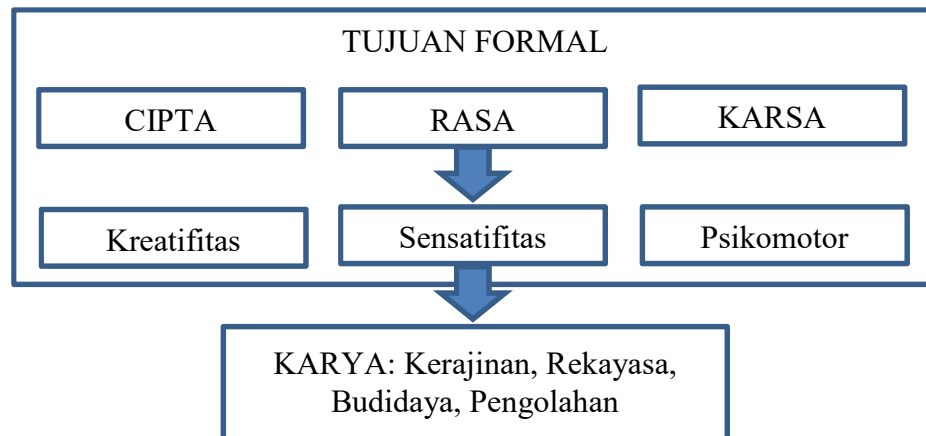 TUJUAN FORMAL
CIPTA
RASA
KARSA
Kreatifitas
Sensatifitas
Psikomotor
KARYA: Kerajinan, Rekayasa,
Budidaya, Pengolahan